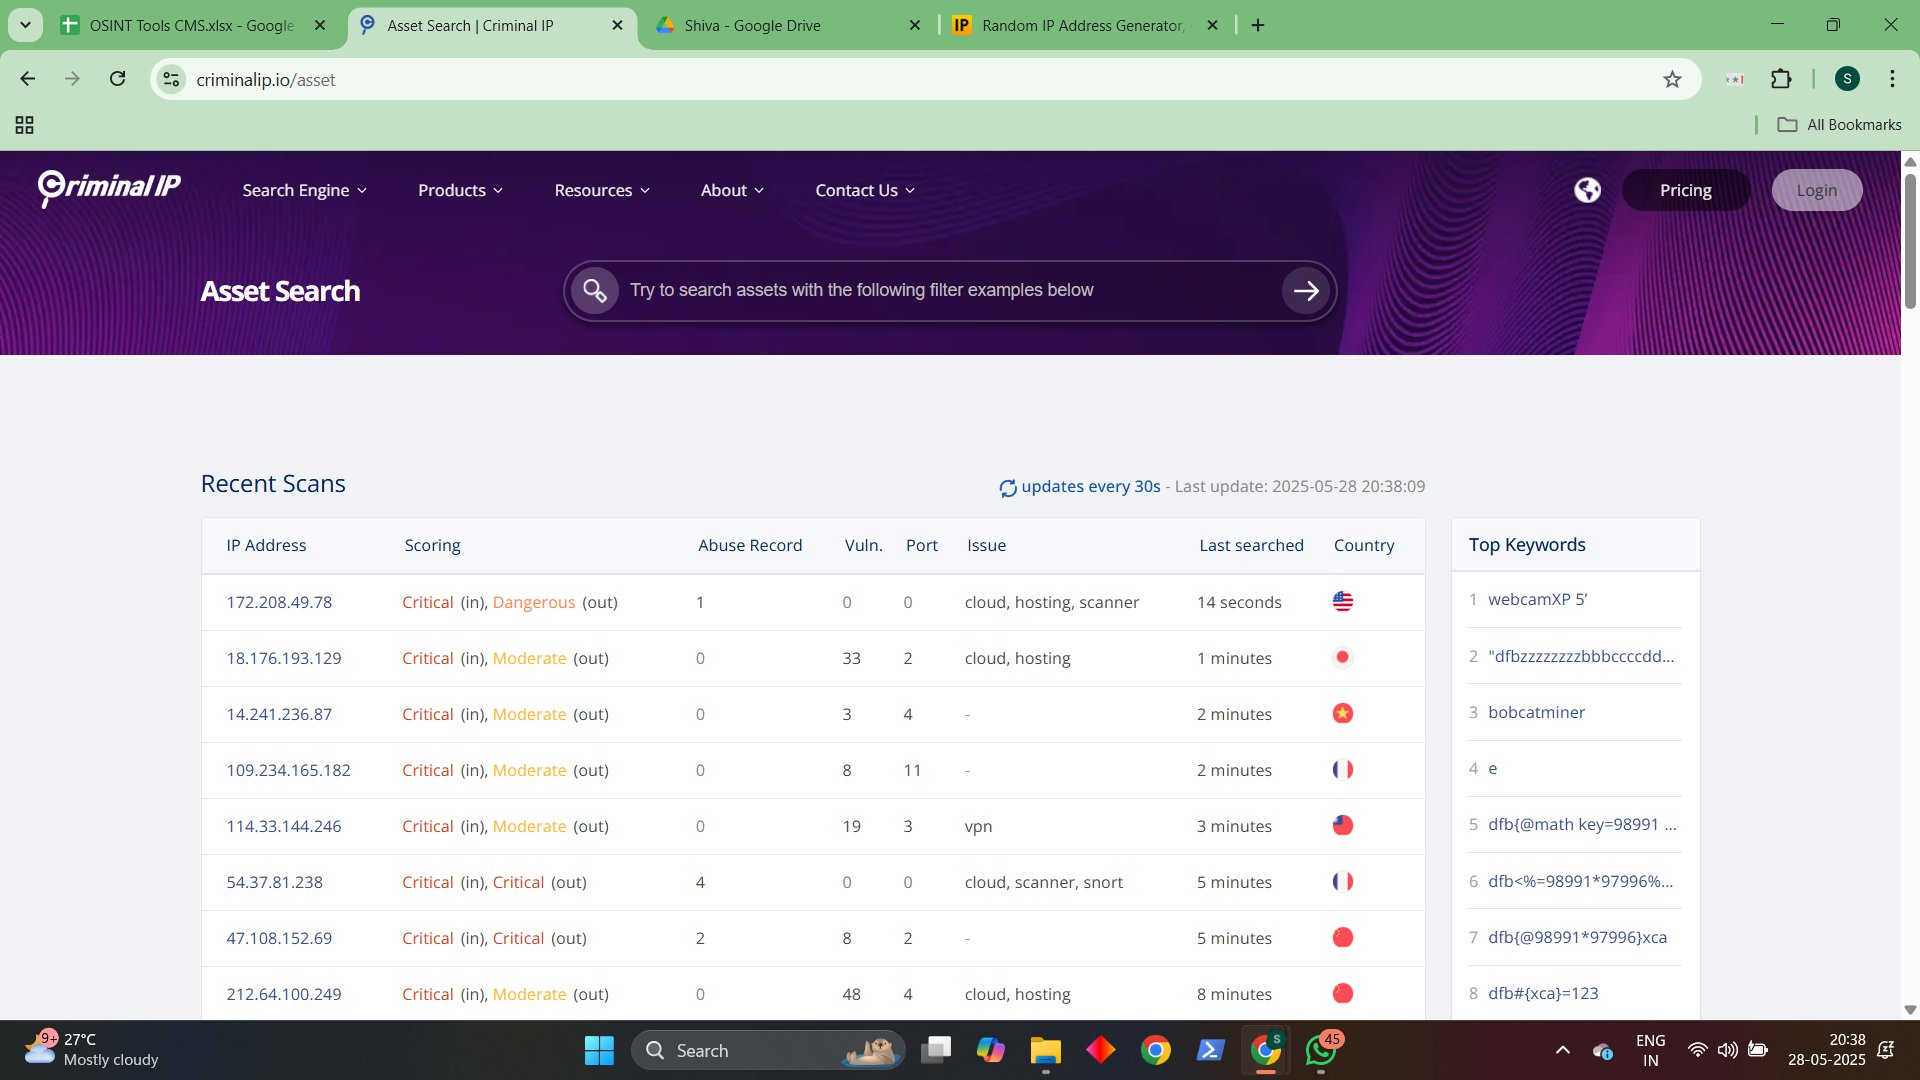 OSINT Tools CMS.xlsx - Google
Asset Search | Criminal IP
Shiva - Google Drive
IP
Random IP Address Generator,
criminalip.io/asset
S
All Bookmarks
Criminal IP
Search Engine
Products
Resources
About
Contact Us
Pricing
Login
Asset Search
Try to search assets with the following filter examples below
Recent Scans
updates every 30s - Last update: 2025-05-28 20:38:09
IP Address Scoring Abuse Record Vuln. Port Issue Last searched Country
172.208.49.78 Critical (in), Dangerous (out) 1 0 0 cloud, hosting, scanner 14 seconds
18.176.193.129 Critical (in), Moderate (out) 0 33 2 cloud, hosting 1 minutes
14.241.236.87 Critical (in), Moderate (out) 0 3 4 - 2 minutes
109.234.165.182 Critical (in), Moderate (out) 0 8 11 - 2 minutes
114.33.144.246 Critical (in), Moderate (out) 0 19 3 vpn 3 minutes
54.37.81.238 Critical (in), Critical (out) 4 0 0 cloud, scanner, snort 5 minutes
47.108.152.69 Critical (in), Critical (out) 2 8 2 - 5 minutes
212.64.100.249 Critical (in), Moderate (out) 0 48 4 cloud, hosting 8 minutes
Top Keywords
1 webcamXP 5‘
2 "dfbzzzzzzzzbbbccccdd...
3 bobcatminer
4 e
5 dfb{@math key=98991 ...
6 dfb<%=98991*97996%...
7 dfb{@98991*97996}xca
8 dfb#{xca}=123
9+
27°C
Mostly cloudy
Search
S
45
ENG
IN
20:38
28-05-2025